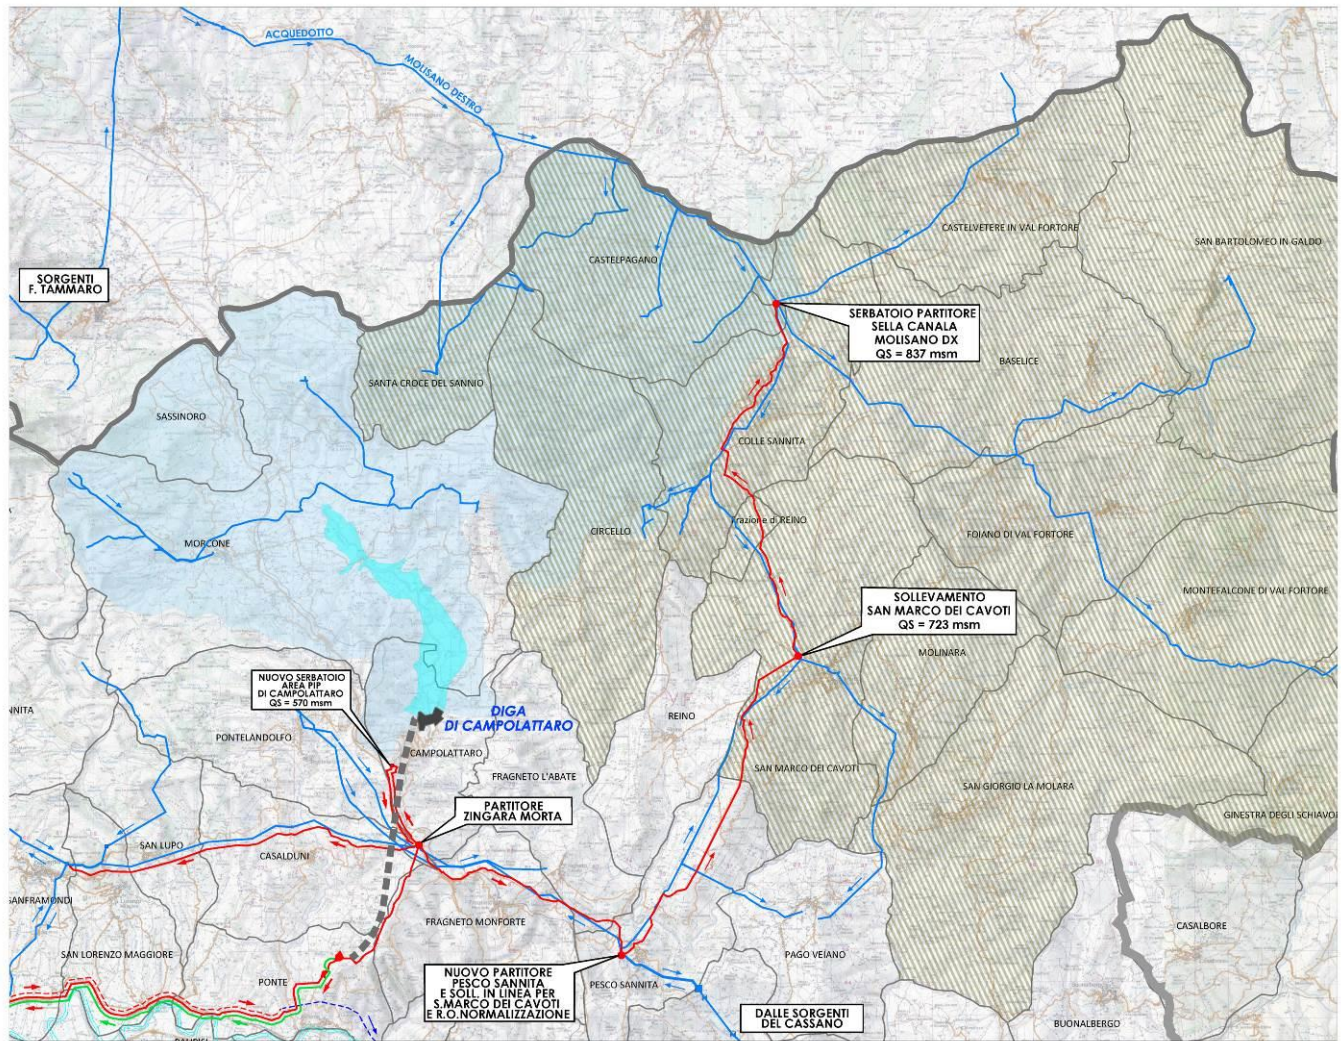 ACQUEDOTTO
MOLISANO DESTRO
SORGENTI
F. TAMMARO
CASTELPAGANO
CASTELVETERE IN VAL FORTORE
SAN BARTOLOMEO IN GALDO
SERBATOIO PARTITORE
SELLA CANALA
MOLISANO DX
QS = 837 msm
BASELICE
SANTA CROCE DEL SANNIO
SASSINORO
COLLE SANNITA
MORCONE
CIRCELLO
frazione di REINO
FOIANO DI VAL FORTORE
MONTEFALCONE DI VAL FORTORE
SOLLEVAMENTO
SAN MARCO DEI CAVOTI
QS = 723 msm
MOLINARA
NUOVO SERBATOIO
AREA PIP
DI CAMPOLATTARO
QS = 570 msm
NNITA
PONTELANDOLFO
DIGA
DI CAMPOLATTARO
REINO
CAMPOLATTARO
FRAGNETO L'ABATE
SAN MARCO DEI CAVOTI
SAN GIORGIO LA MOLARA
GINESTRA DEGLI SCHIAVO
PARTITORE
ZINGARA MORTA
SAN LUPO
CASALDUNI
SANFRAMONDI
FRAGNETO MONFORTE
CASALBORE
SAN LORENZO MAGGIORE
PONTE
PAGO VEIANO
NUOVO PARTITORE
PESCO SANNITA
E SOLL. IN LINEA PER
S.MARCO DEI CAVOTI
E R.O.NORMALIZZAZIONE
PESCO SANNITA
DALLE SORGENTI
DEL CASSANO
BUONALBERGO